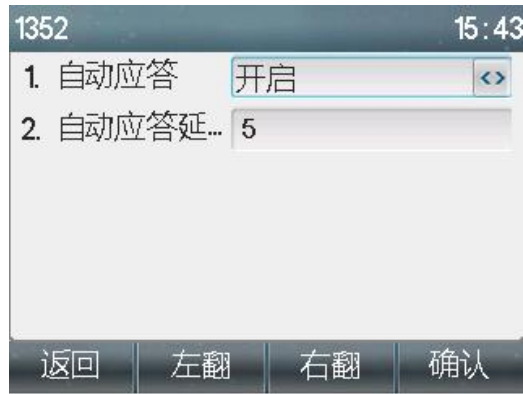 1352 15:43
1. 自动应答 开启 <>
2. 自动应答延... 5
返回 左翻 右翻 确认